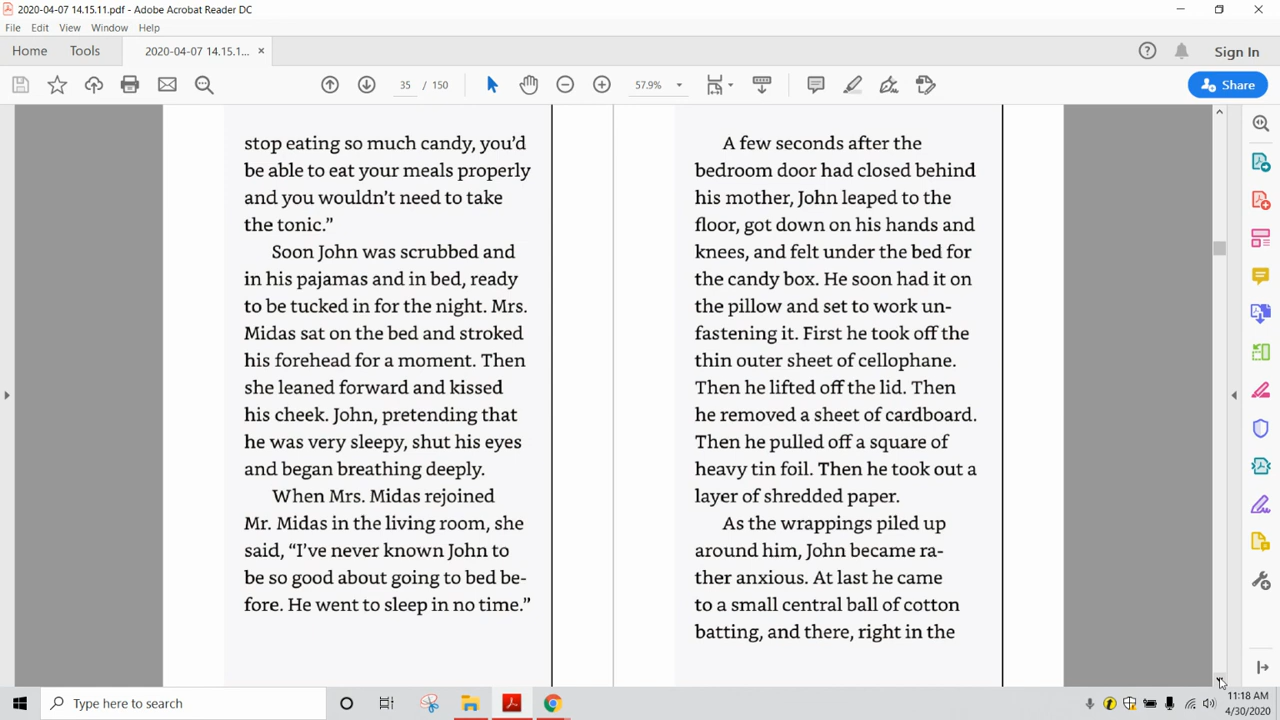 2020-04-07 14.15.11.pdf - Adobe Acrobat Reader DC
File Edit View Window Help
Home Tools 2020-04-07 14.15.1... ×
Sign In
35 / 150
57.9%
Share
stop eating so much candy, you'd
be able to eat your meals properly
and you wouldn't need to take
the tonic."
Soon John was scrubbed and
in his pajamas and in bed, ready
to be tucked in for the night. Mrs.
Midas sat on the bed and stroked
his forehead for a moment. Then
she leaned forward and kissed
his cheek. John, pretending that
he was very sleepy, shut his eyes
and began breathing deeply.
When Mrs. Midas rejoined
Mr. Midas in the living room, she
said, "I've never known John to
be so good about going to bed be-
fore. He went to sleep in no time."
A few seconds after the
bedroom door had closed behind
his mother, John leaped to the
floor, got down on his hands and
knees, and felt under the bed for
the candy box. He soon had it on
the pillow and set to work un-
fastening it. First he took off the
thin outer sheet of cellophane.
Then he lifted off the lid. Then
he removed a sheet of cardboard.
Then he pulled off a square of
heavy tin foil. Then he took out a
layer of shredded paper.
As the wrappings piled up
around him, John became ra-
ther anxious. At last he came
to a small central ball of cotton
batting, and there, right in the
Type here to search
11:18 AM
4/30/2020